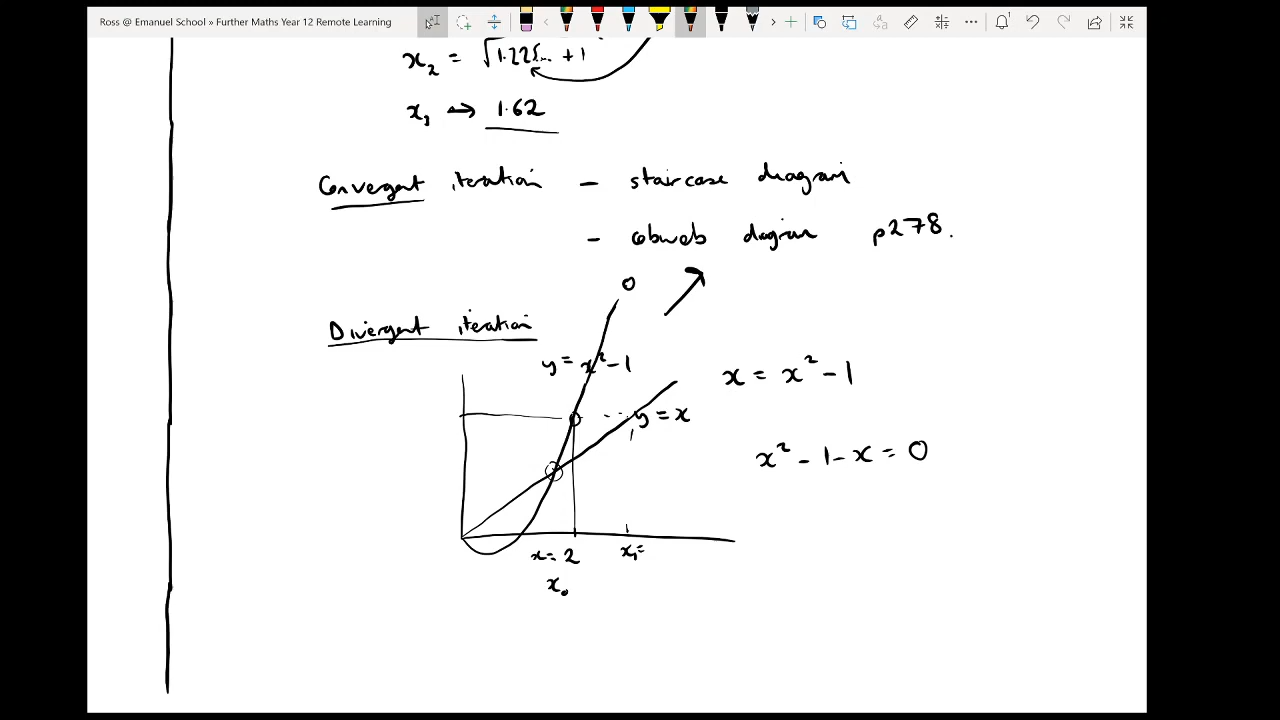 Ross @ Emanuel School » Further Maths Year 12 Remote Learning
x₂ = √1.225... + 1
x₃ → 1.62
Convergent iteration - staircase diagram
- cobweb diagram p278.
Divergent iteration
y = x² - 1
x = x² - 1
y = x
x² - 1 - x = 0
x = 2
x₁ =
x₀